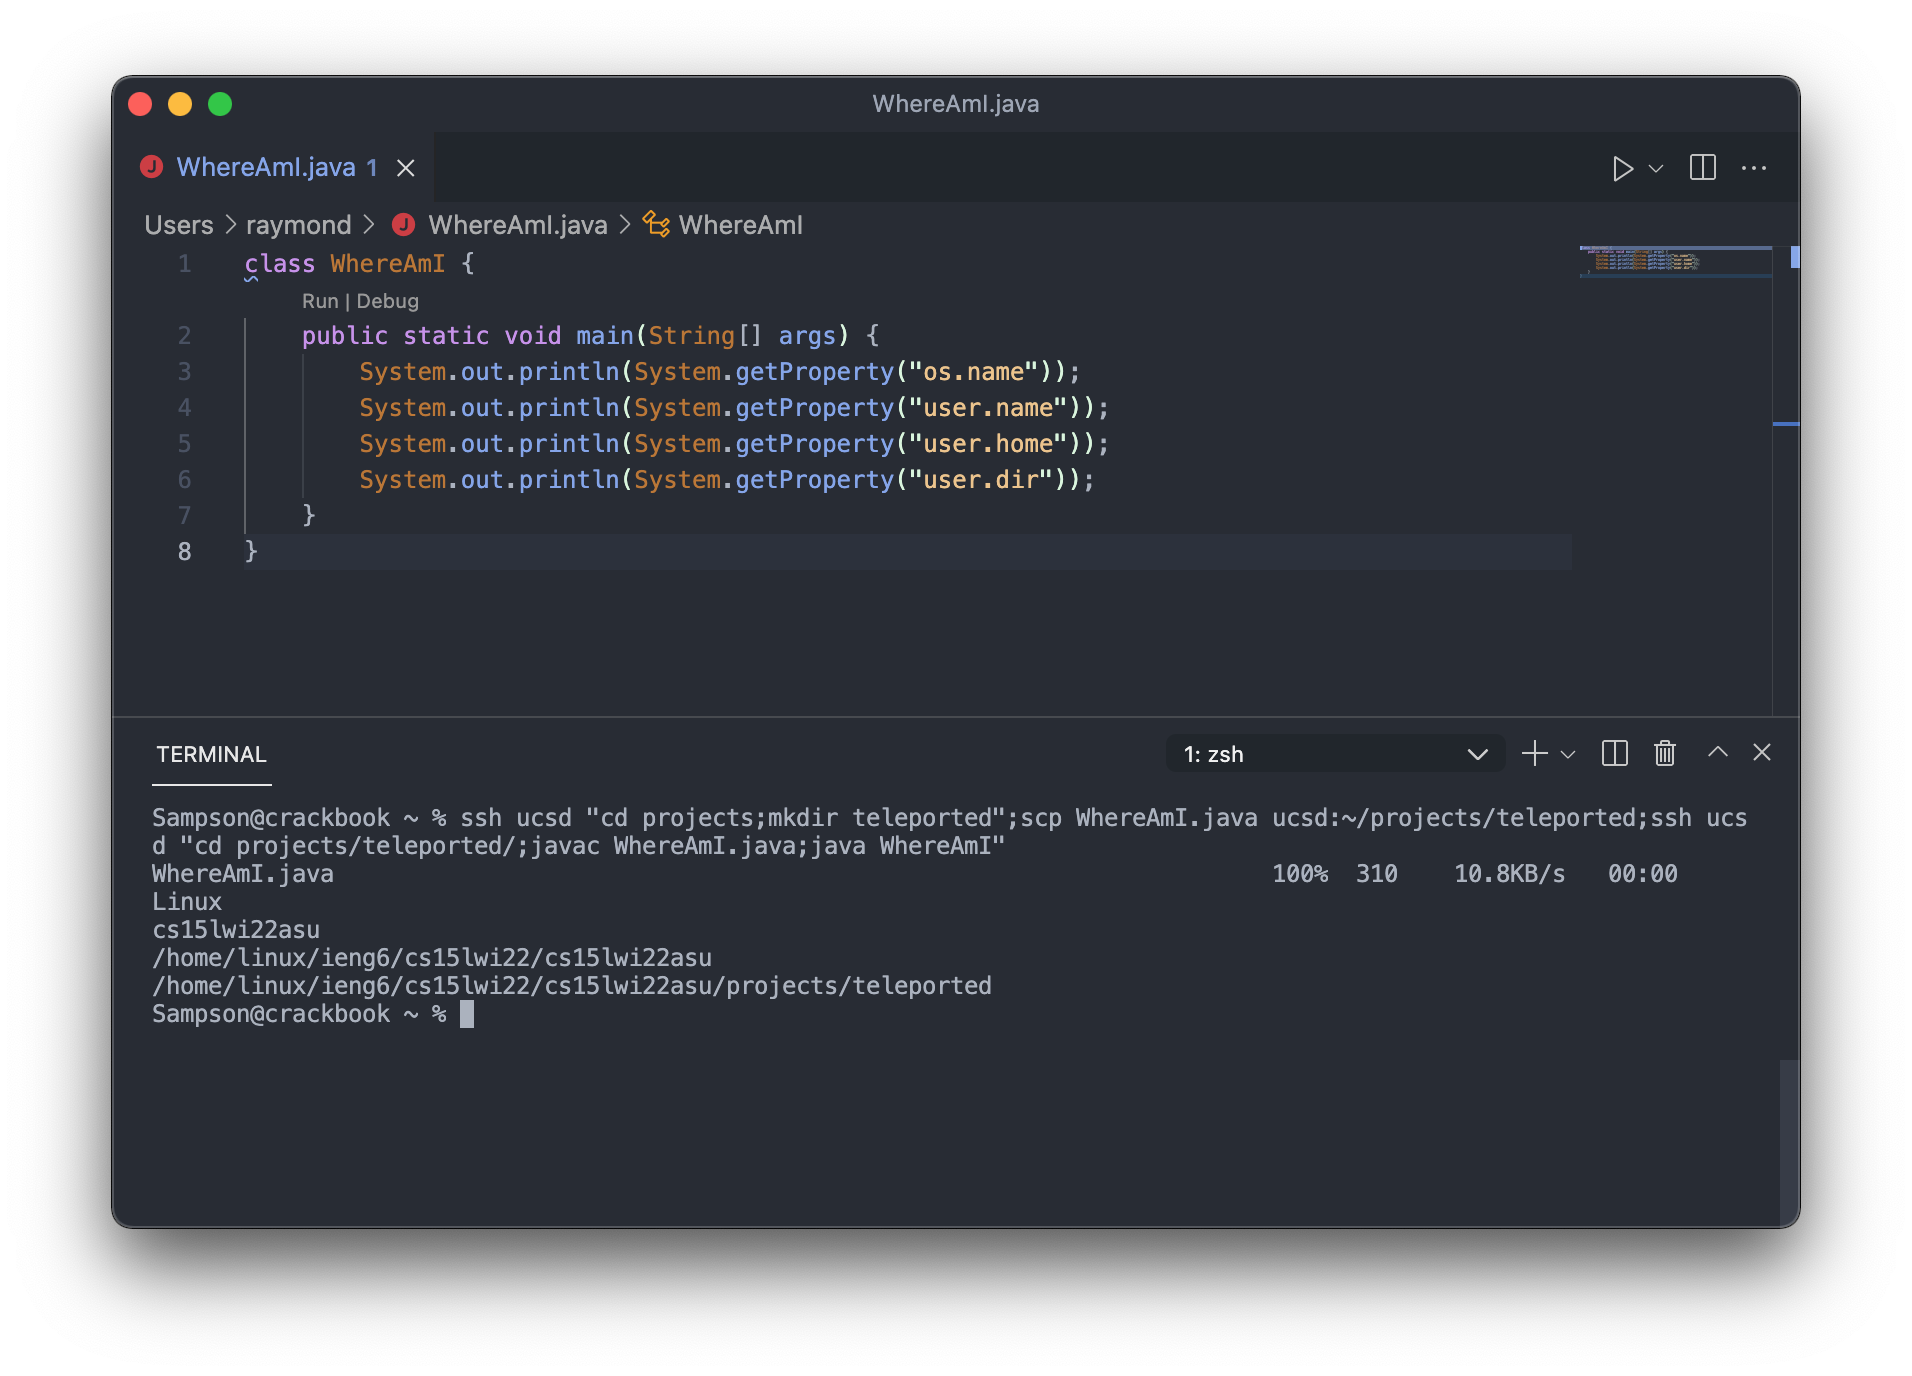 WhereAmI.java
WhereAmI.java 1
Users > raymond > WhereAmI.java > WhereAmI
1 class WhereAmI {
Run | Debug
2 public static void main(String[] args) {
3 System.out.println(System.getProperty("os.name"));
4 System.out.println(System.getProperty("user.name"));
5 System.out.println(System.getProperty("user.home"));
6 System.out.println(System.getProperty("user.dir"));
7 }
8 }
TERMINAL 1: zsh
Sampson@crackbook ~ % ssh ucsd "cd projects;mkdir teleported";scp WhereAmI.java ucsd:~/projects/teleported;ssh ucs
d "cd projects/teleported/;javac WhereAmI.java;java WhereAmI"
WhereAmI.java 100% 310 10.8KB/s 00:00
Linux
cs15lwi22asu
/home/linux/ieng6/cs15lwi22/cs15lwi22asu
/home/linux/ieng6/cs15lwi22/cs15lwi22asu/projects/teleported
Sampson@crackbook ~ %